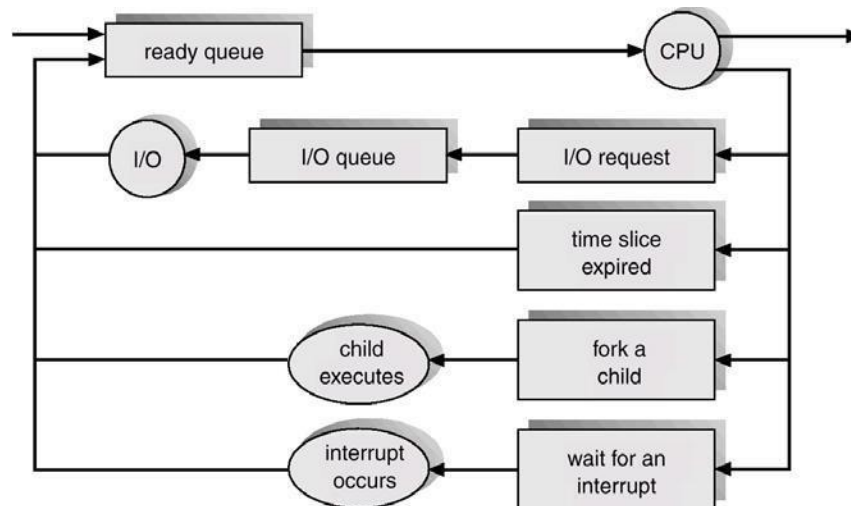 ready queue
CPU
I/O
I/O queue
I/O request
time slice
expired
child
executes
fork a
child
interrupt
occurs
wait for an
interrupt